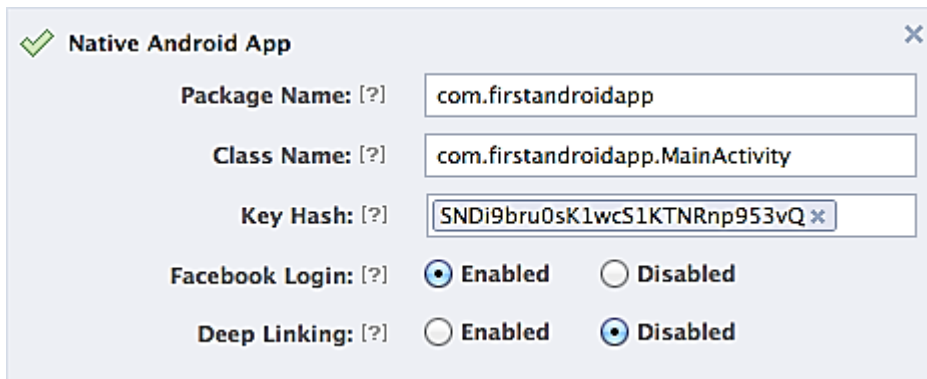 Native Android App
Package Name: [?] com.firstandroidapp
Class Name: [?] com.firstandroidapp.MainActivity
Key Hash: [?] SNDi9bru0sK1wcS1KTNRnp953vQ
Facebook Login: [?] Enabled Disabled
Deep Linking: [?] Enabled Disabled